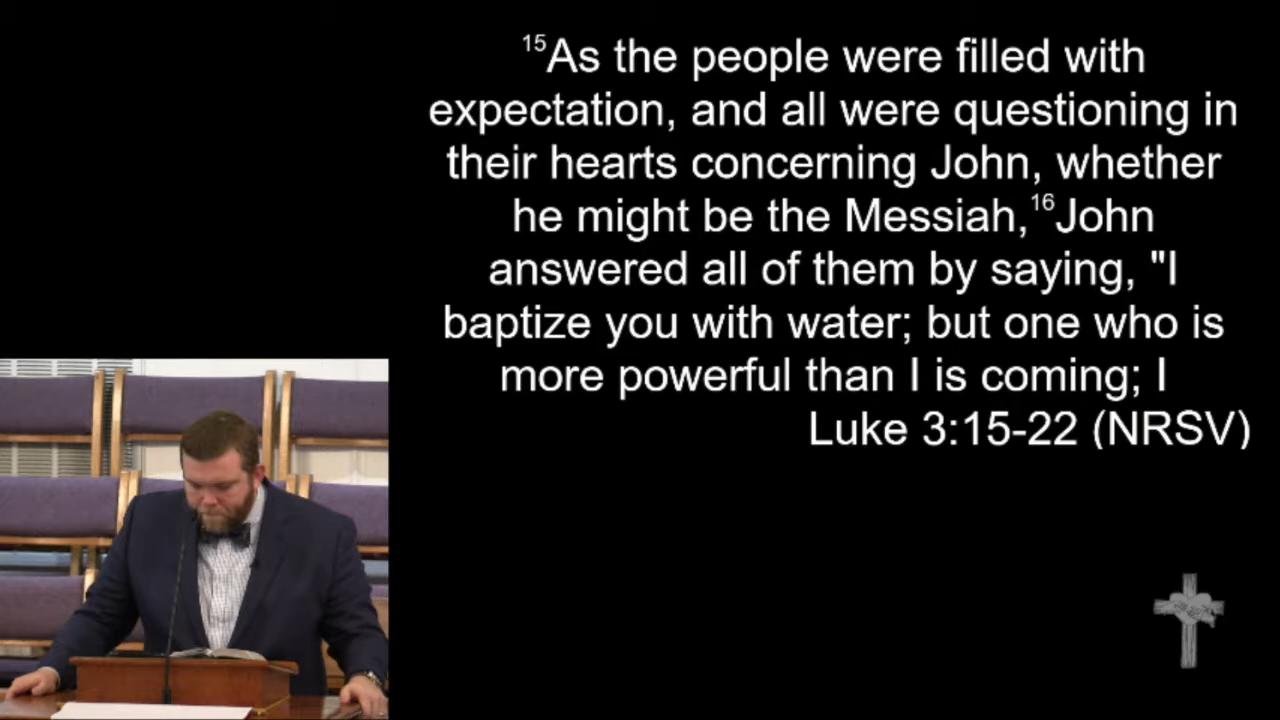 15As the people were filled with
expectation, and all were questioning in
their hearts concerning John, whether
he might be the Messiah,16John
answered all of them by saying, "I
baptize you with water; but one who is
more powerful than I is coming; I
Luke 3:15-22 (NRSV)